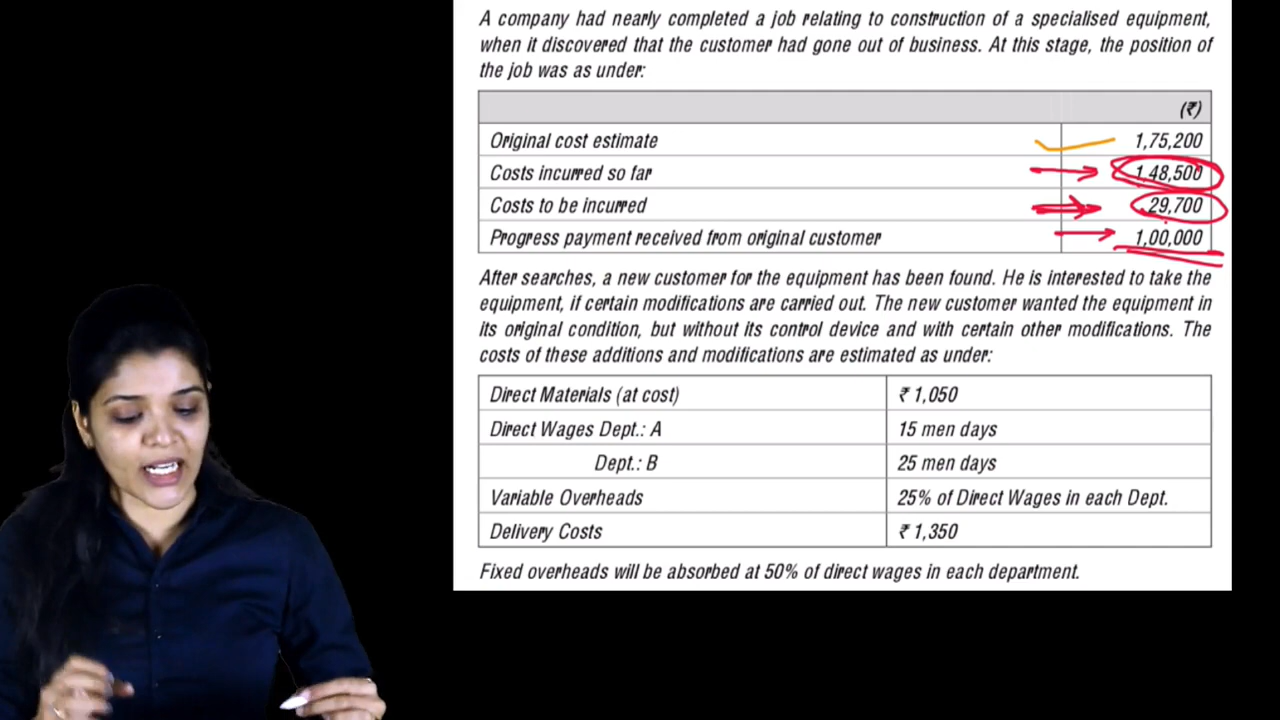 A company had nearly completed a job relating to construction of a specialised equipment,
when it discovered that the customer had gone out of business. At this stage, the position of
the job was as under:
(₹)
Original cost estimate 1,75,200
Costs incurred so far 1,48,500
Costs to be incurred 29,700
Progress payment received from original customer 1,00,000
After searches, a new customer for the equipment has been found. He is interested to take the
equipment, if certain modifications are carried out. The new customer wanted the equipment in
its original condition, but without its control device and with certain other modifications. The
costs of these additions and modifications are estimated as under:
Direct Materials (at cost) ₹ 1,050
Direct Wages Dept.: A 15 men days
Dept.: B 25 men days
Variable Overheads 25% of Direct Wages in each Dept.
Delivery Costs ₹ 1,350
Fixed overheads will be absorbed at 50% of direct wages in each department.